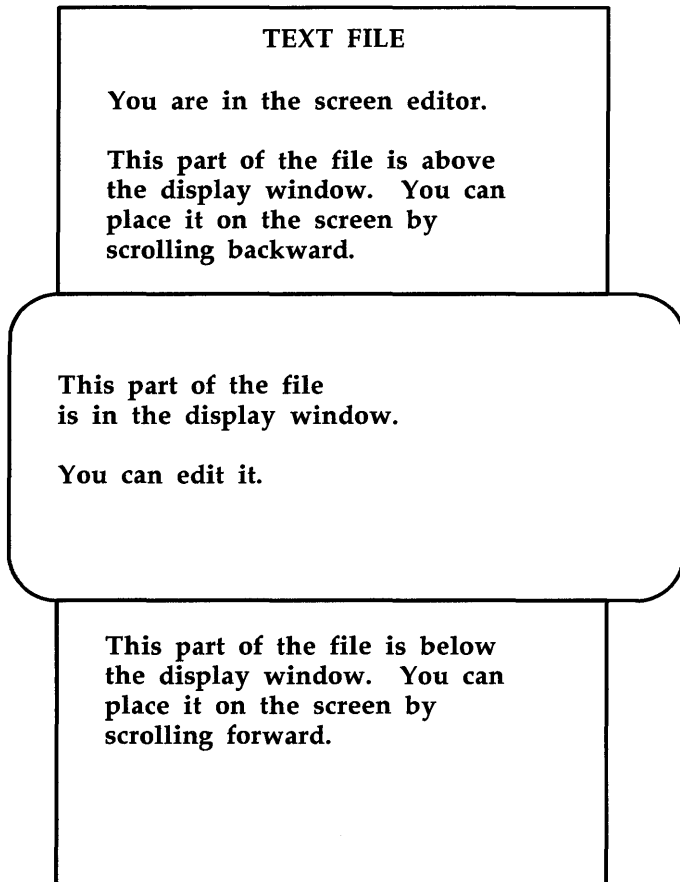 TEXT FILE
You are in the screen editor.
This part of the file is above
the display window. You can
place it on the screen by
scrolling backward.
This part of the file
is in the display window.
You can edit it.
This part of the file is below
the display window. You can
place it on the screen by
scrolling forward.